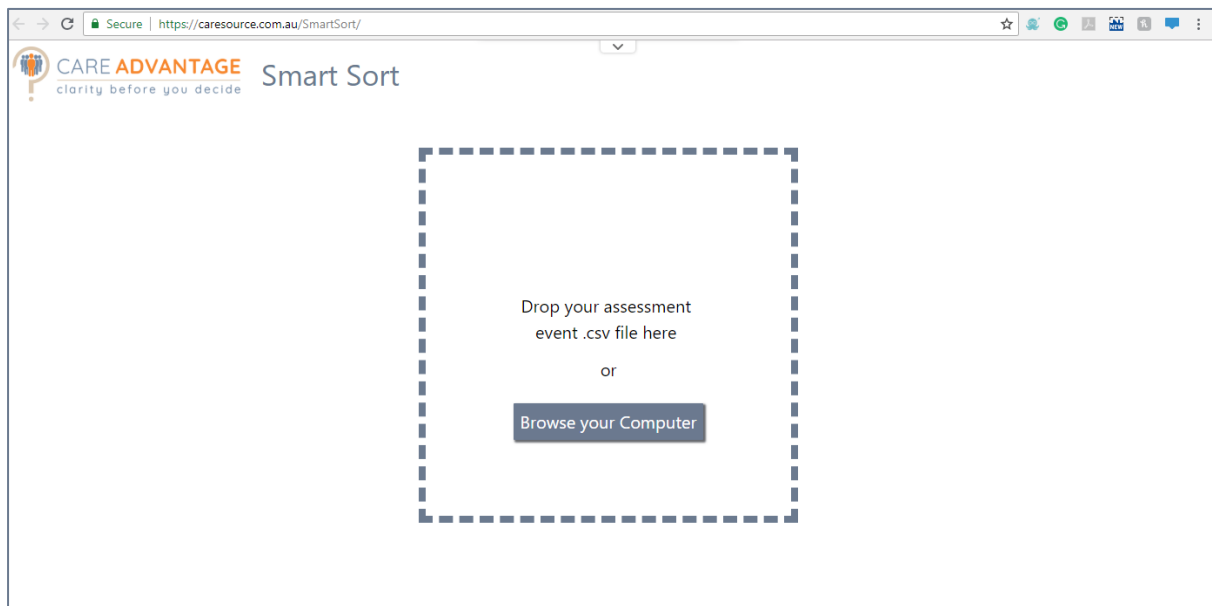 Secure | https://caresource.com.au/SmartSort/
NEW
CARE ADVANTAGE
clarity before you decide
Smart Sort
Drop your assessment
event .csv file here
or
Browse your Computer